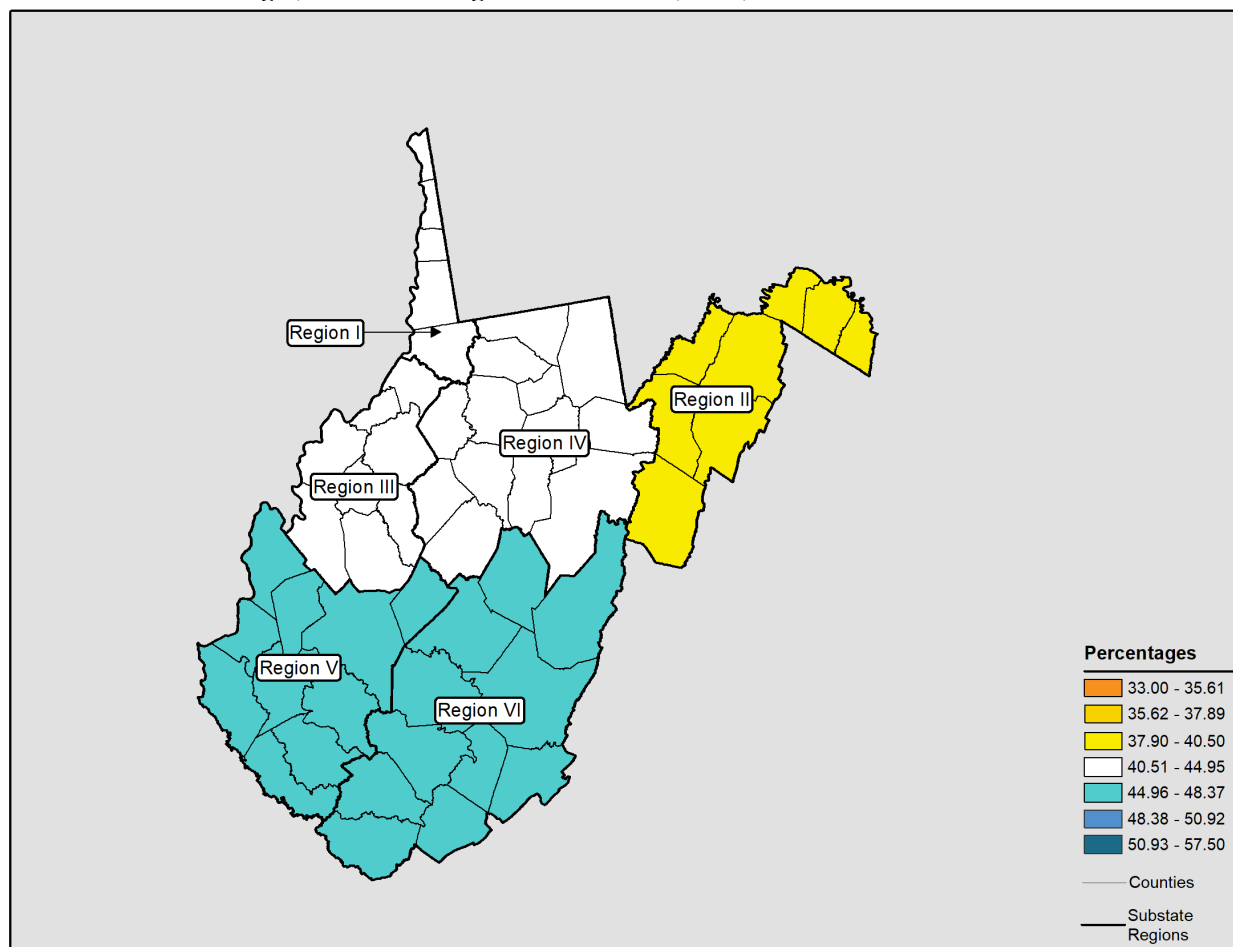 Region I
Region II
Region IV
Region III
Region V
Region VI
Percentages
33.00 - 35.61
35.62 - 37.89
37.90 - 40.50
40.51 - 44.95
44.96 - 48.37
48.38 - 50.92
50.93 - 57.50
Counties
Substate
Regions